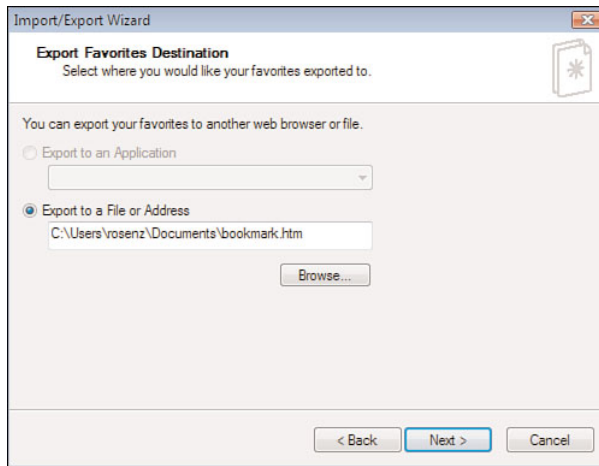 Import/Export Wizard
Export Favorites Destination
Select where you would like your favorites exported to.
You can export your favorites to another web browser or file.
Export to an Application
Export to a File or Address
C:\Users\rosenz\Documents\bookmark.htm
Browse...
< Back
Next >
Cancel